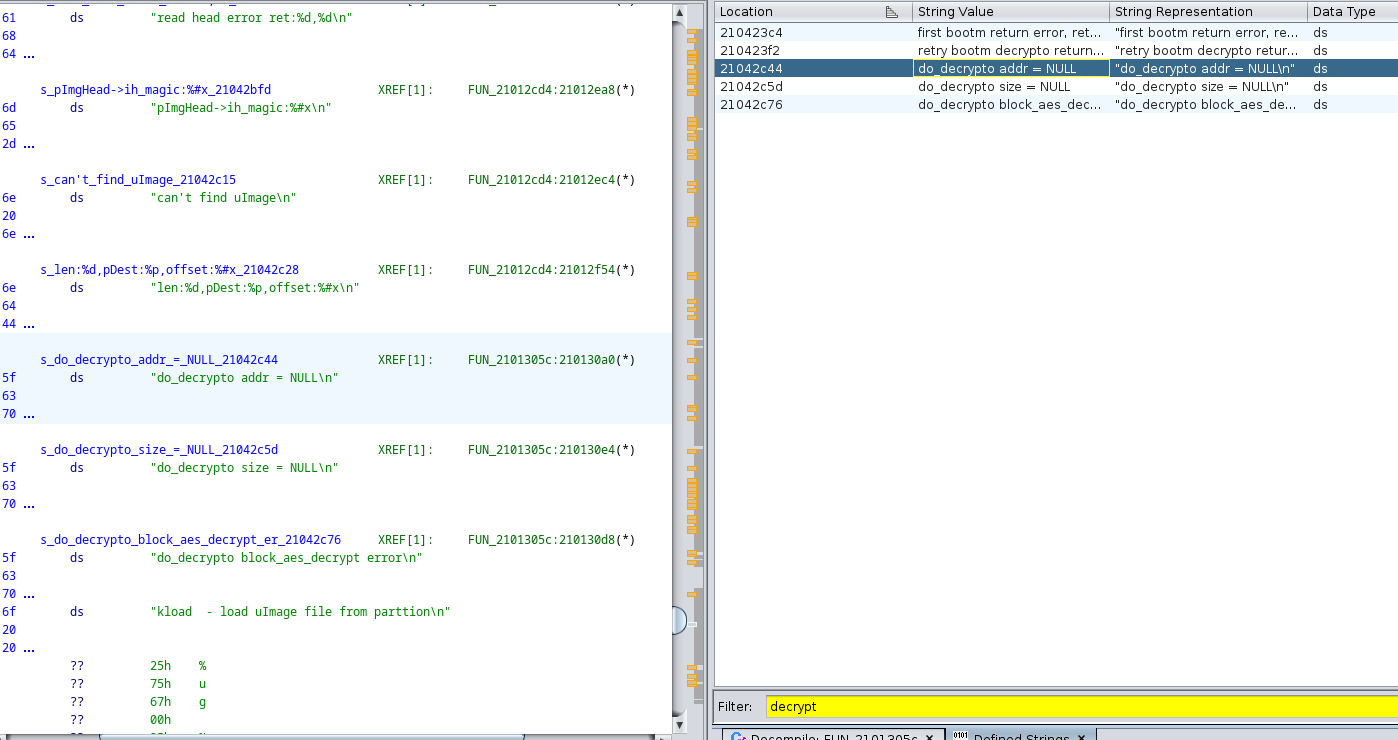 61 ds "read head error ret:%d,%d\n"
68
64 ...
s_pImgHead->ih_magic:%#x_21042bfd XREF[1]: FUN_21012cd4:21012ea8(*)
6d ds "pImgHead->ih_magic:%#x\n"
65
2d ...
s_can't_find_uImage_21042c15 XREF[1]: FUN_21012cd4:21012ec4(*)
6e ds "can't find uImage\n"
20
6e ...
s_len:%d,pDest:%p,offset:%#x_21042c28 XREF[1]: FUN_21012cd4:21012f54(*)
6e ds "len:%d,pDest:%p,offset:%#x\n"
64
44 ...
s_do_decrypto_addr_=_NULL_21042c44 XREF[1]: FUN_2101305c:210130a0(*)
5f ds "do_decrypto addr = NULL\n"
63
70 ...
s_do_decrypto_size_=_NULL_21042c5d XREF[1]: FUN_2101305c:210130e4(*)
5f ds "do_decrypto size = NULL\n"
63
70 ...
s_do_decrypto_block_aes_decrypt_er_21042c76 XREF[1]: FUN_2101305c:210130d8(*)
5f ds "do_decrypto block_aes_decrypt error\n"
63
70 ...
6f ds "kload  - load uImage file from parttion\n"
20
20 ...
?? 25h %
?? 75h u
?? 67h g
?? 00h
Location String Value String Representation Data Type
210423c4 first bootm return error, ret... "first bootm return error, re... ds
210423f2 retry bootm decrypto return... "retry bootm decrypto retur... ds
21042c44 do_decrypto addr = NULL "do_decrypto addr = NULL\n" ds
21042c5d do_decrypto size = NULL "do_decrypto size = NULL\n" ds
21042c76 do_decrypto block_aes_dec... "do_decrypto block_aes_de... ds
Filter: decrypt
Decompile: FUN_2101305c × Defined Strings ×